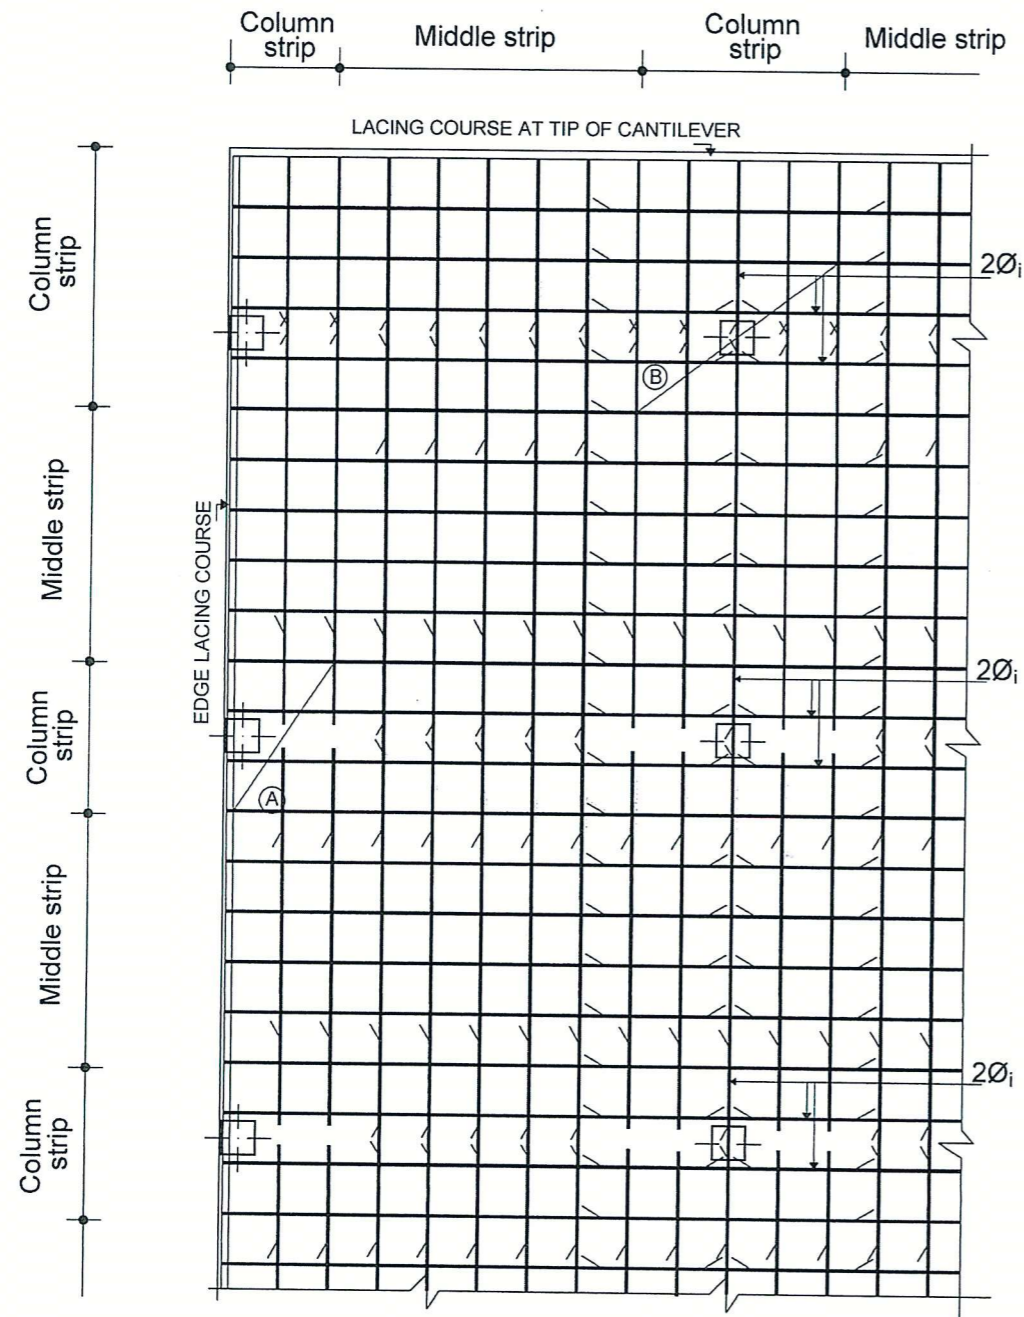 Column
strip
Middle strip
Column
strip
Middle strip
LACING COURSE AT TIP OF CANTILEVER
Column
strip
2Øi
B
Middle strip
EDGE LACING COURSE
2Øi
Column
strip
A
Middle strip
2Øi
Column
strip